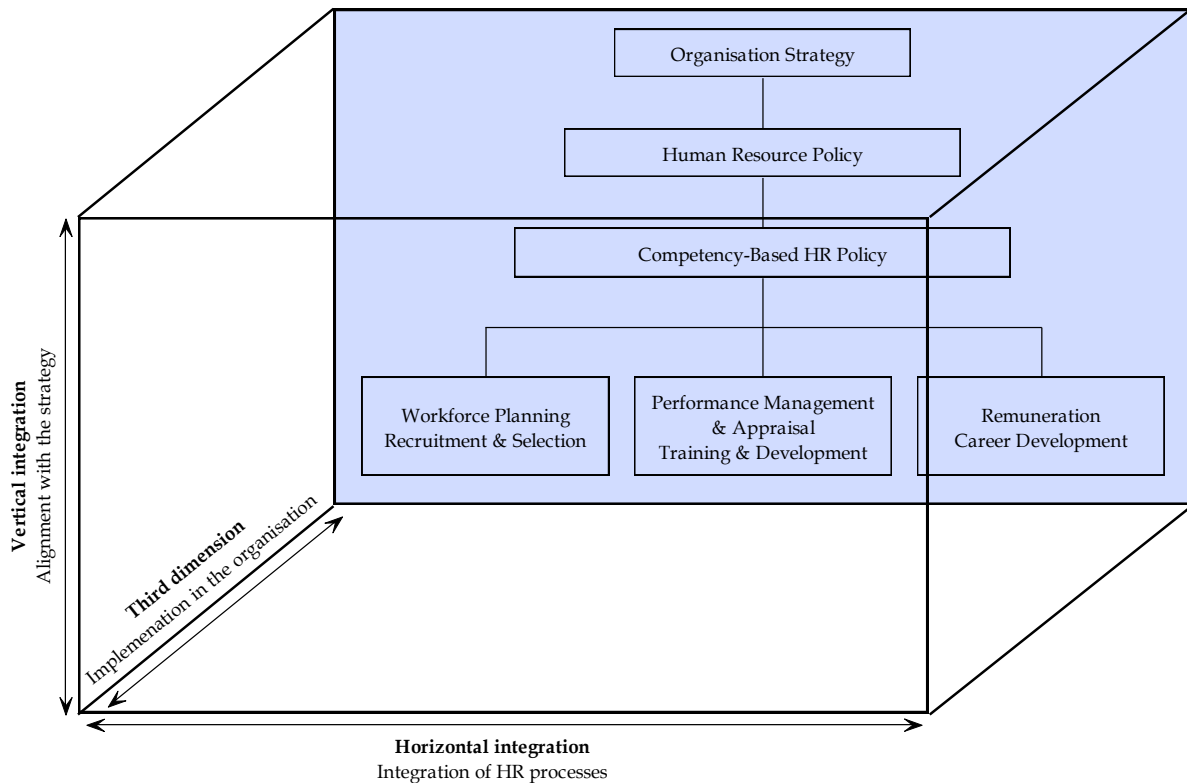 Organisation Strategy
Human Resource Policy
Competency-Based HR Policy
Workforce Planning
Recruitment & Selection
Performance Management
& Appraisal
Training & Development
Remuneration
Career Development
Vertical integration
Alignment with the strategy
Third dimension
Implemenation in the organisation
Horizontal integration
Integration of HR processes